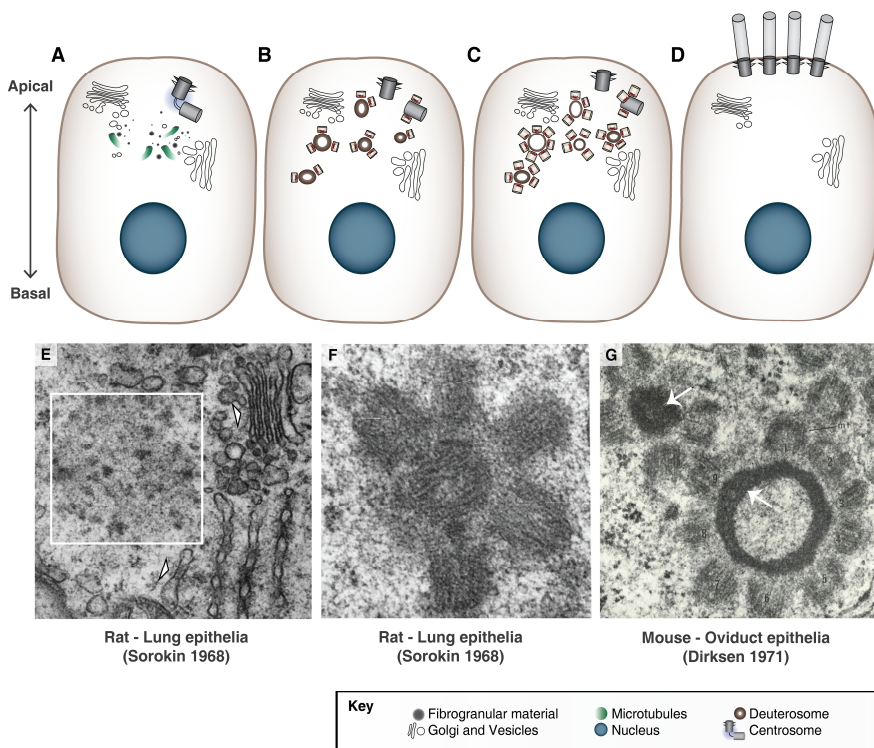 A B C D
Apical
Basal
E F G
Rat - Lung epithelia
(Sorokin 1968)
Rat - Lung epithelia
(Sorokin 1968)
Mouse - Oviduct epithelia
(Dirksen 1971)
Key
Fibrogranular material
Golgi and Vesicles
Microtubules
Nucleus
Deuterosome
Centrosome